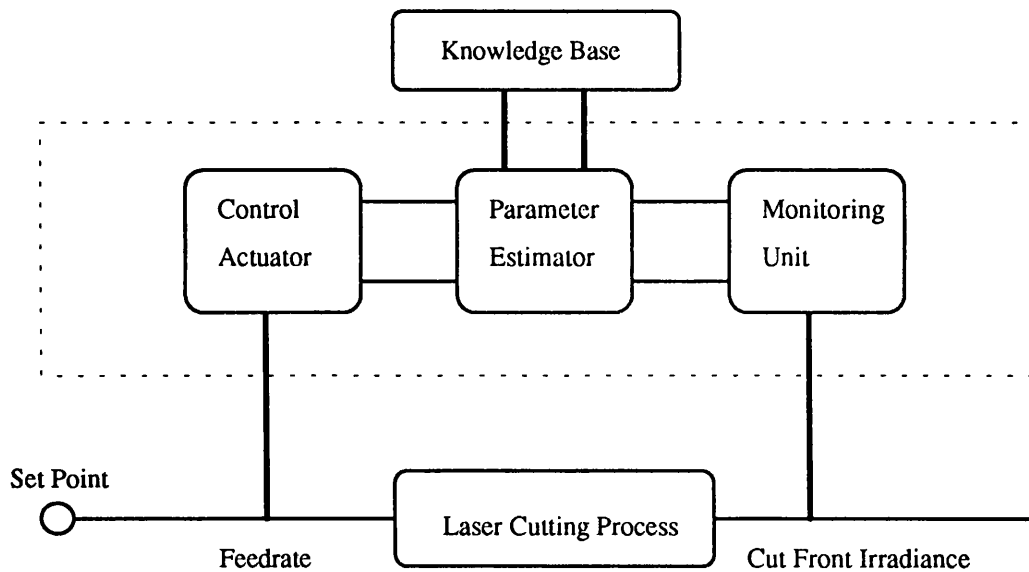 Knowledge Base
Control
Actuator
Parameter
Estimator
Monitoring
Unit
Set Point
Laser Cutting Process
Feedrate
Cut Front Irradiance